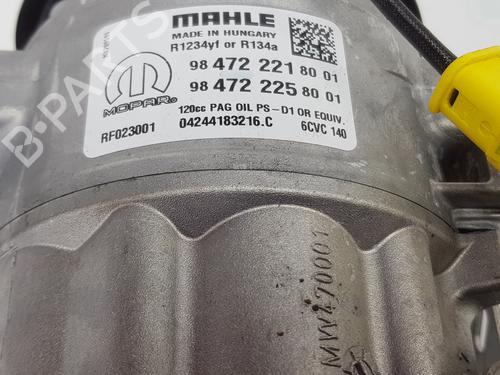 MAHLE
MADE IN HUNGARY
R1234yf or R134a
98 472 221 80 01
98 472 225 80 01
MOPAR
120cc PAG OIL PS-D1 OR EQUIV.
RF023001 04244183216.C 6CVC 140
B-PARTS